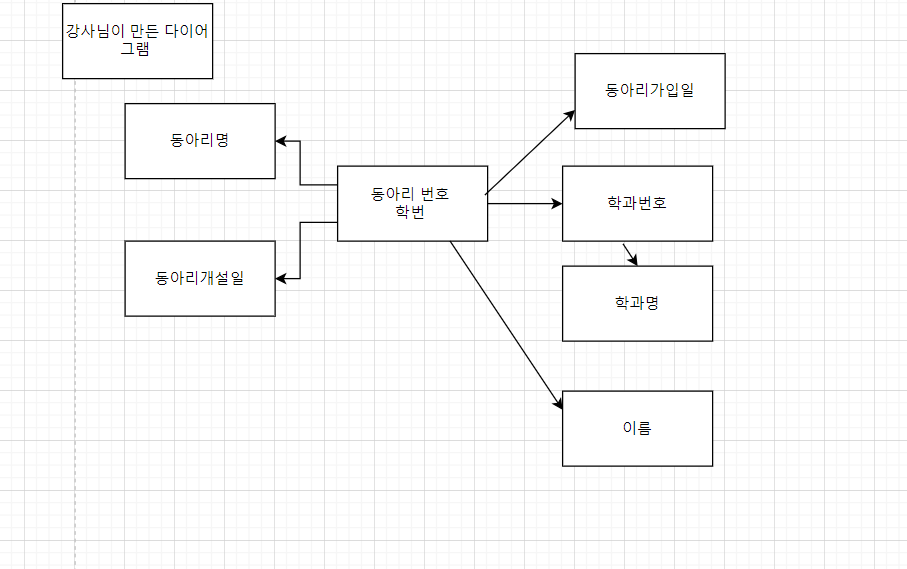 강사님이 만든 다이어
그램
동아리가입일
동아리명
동아리 번호
학번
학과번호
동아리개설일
학과명
이름